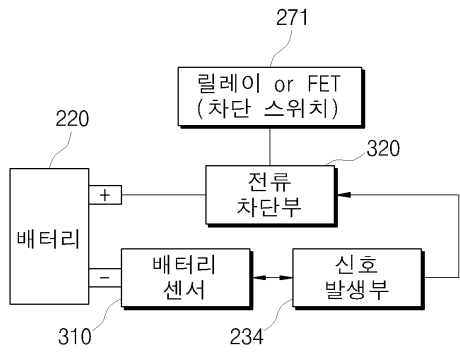 271
릴레이 or FET
(차단 스위치)
220
320
+
전류
차단부
배터리
-
배터리
센서
신호
발생부
310
234